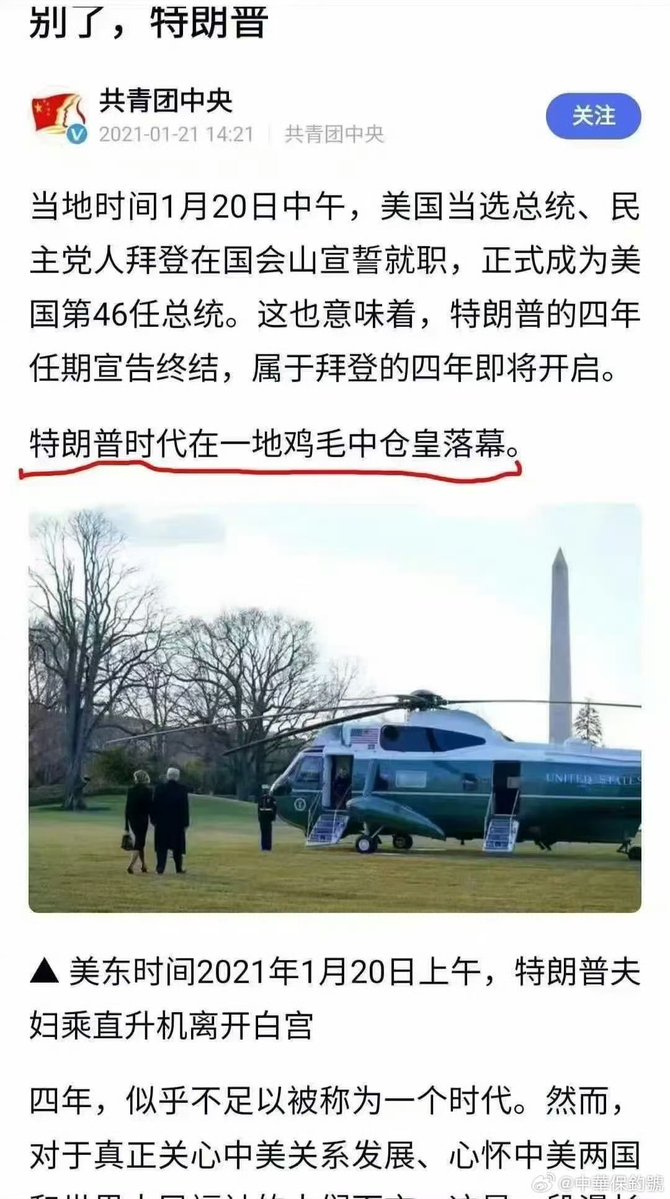 别了，特朗普
共青团中央
2021-01-21 14:21 共青团中央
关注
当地时间1月20日中午，美国当选总统、民
主党人拜登在国会山宣誓就职，正式成为美
国第46任总统。这也意味着，特朗普的四年
任期宣告终结，属于拜登的四年即将开启。
特朗普时代在一地鸡毛中仓皇落幕。
UNITED STATES
▲ 美东时间2021年1月20日上午，特朗普夫
妇乘直升机离开白宫
四年，似乎不足以被称为一个时代。然而，
对于真正关心中美关系发展、心怀中美两国
@中華保釣號